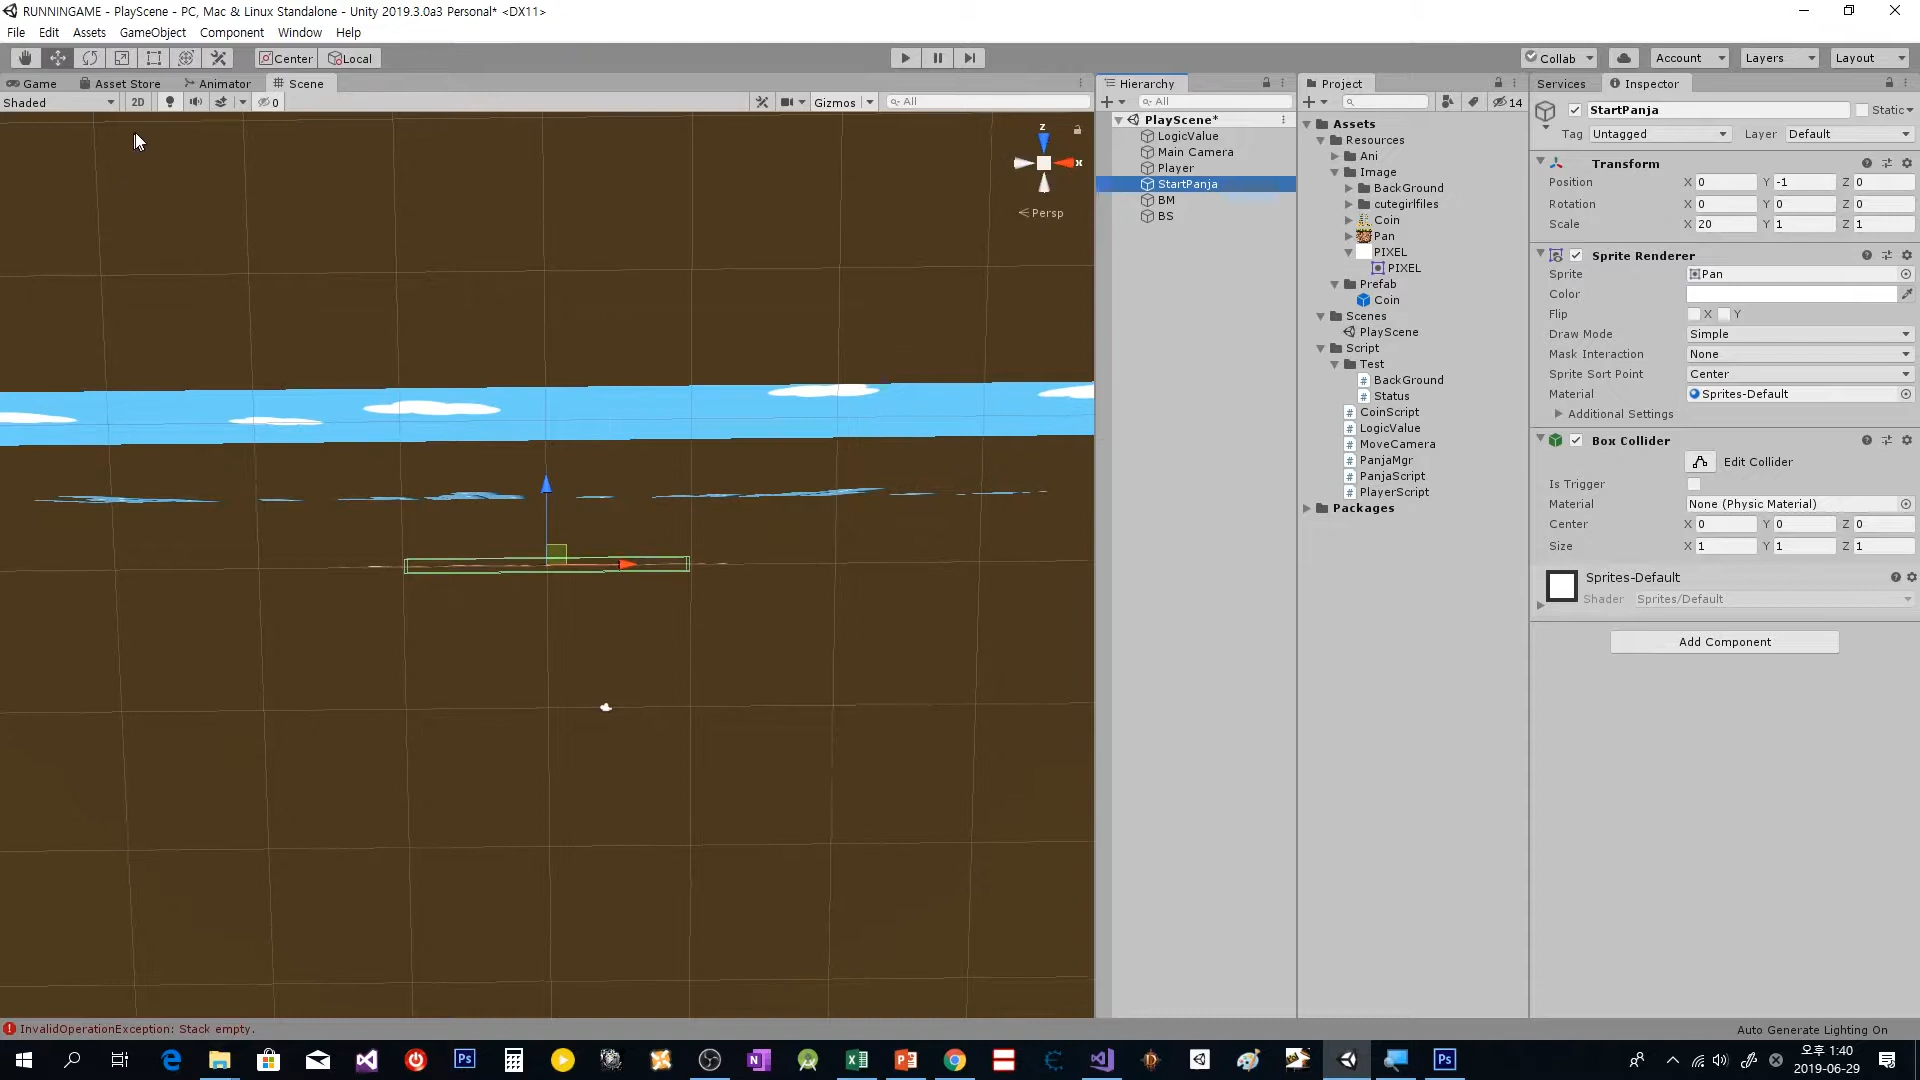 RUNNINGAME - PlayScene - PC, Mac & Linux Standalone - Unity 2019.3.0a3 Personal* <DX11>
File Edit Assets GameObject Component Window Help
Center Local Collab Account Layers Layout
Game Asset Store Animator Scene
Shaded 2D 0 Gizmos All
z
x
Persp
Hierarchy
All
PlayScene*
LogicValue
Main Camera
Player
StartPanja
BM
BS
Project
14
Assets
Resources
Ani
Image
BackGround
cutegirlfiles
Coin
Pan
PIXEL
PIXEL
Prefab
Coin
Scenes
PlayScene
Script
Test
BackGround
Status
CoinScript
LogicValue
MoveCamera
PanjaMgr
PanjaScript
PlayerScript
Packages
Services Inspector
StartPanja Static
Tag Untagged Layer Default
Transform
Position X 0 Y -1 Z 0
Rotation X 0 Y 0 Z 0
Scale X 20 Y 1 Z 1
Sprite Renderer
Sprite Pan
Color
Flip X Y
Draw Mode Simple
Mask Interaction None
Sprite Sort Point Center
Material Sprites-Default
Additional Settings
Box Collider
Edit Collider
Is Trigger
Material None (Physic Material)
Center X 0 Y 0 Z 0
Size X 1 Y 1 Z 1
Sprites-Default
Shader Sprites/Default
Add Component
InvalidOperationException: Stack empty.
Auto Generate Lighting On
Ps
Ps
오후 1:40
2019-06-29